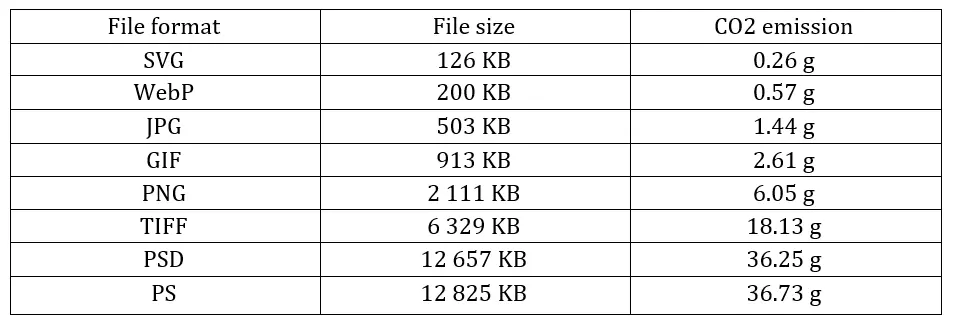 File format File size CO2 emission
SVG 126 KB 0.26 g
WebP 200 KB 0.57 g
JPG 503 KB 1.44 g
GIF 913 KB 2.61 g
PNG 2 111 KB 6.05 g
TIFF 6 329 KB 18.13 g
PSD 12 657 KB 36.25 g
PS 12 825 KB 36.73 g